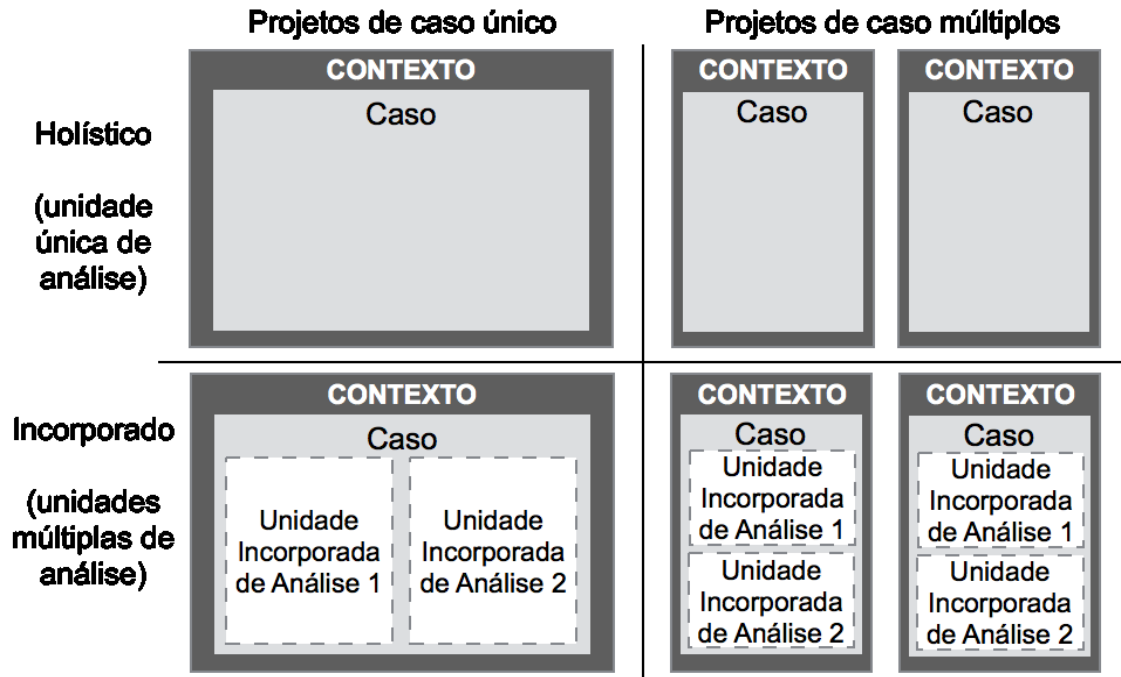 Projetos de caso único
Projetos de caso múltiplos
Holístico
(unidade
única de
análise)
CONTEXTO
Caso
CONTEXTO
Caso
CONTEXTO
Caso
Incorporado
(unidades
múltiplas de
análise)
CONTEXTO
Caso
Unidade
Incorporada
de Análise 1
Unidade
Incorporada
de Análise 2
CONTEXTO
Caso
Unidade
Incorporada
de Análise 1
Unidade
Incorporada
de Análise 2
CONTEXTO
Caso
Unidade
Incorporada
de Análise 1
Unidade
Incorporada
de Análise 2